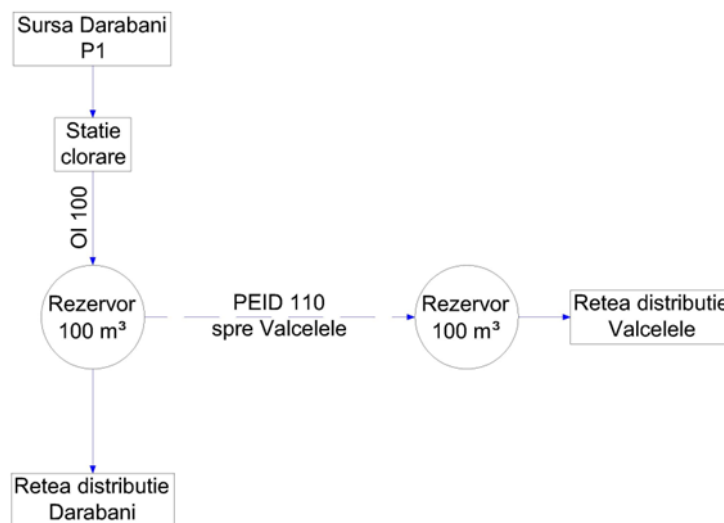 Sursa Darabani
P1
Statie
clorare
Ol 100
Rezervor
100 m³
PEID 110
spre Valcelele
Rezervor
100 m³
Retea distributie
Valcelele
Retea distributie
Darabani